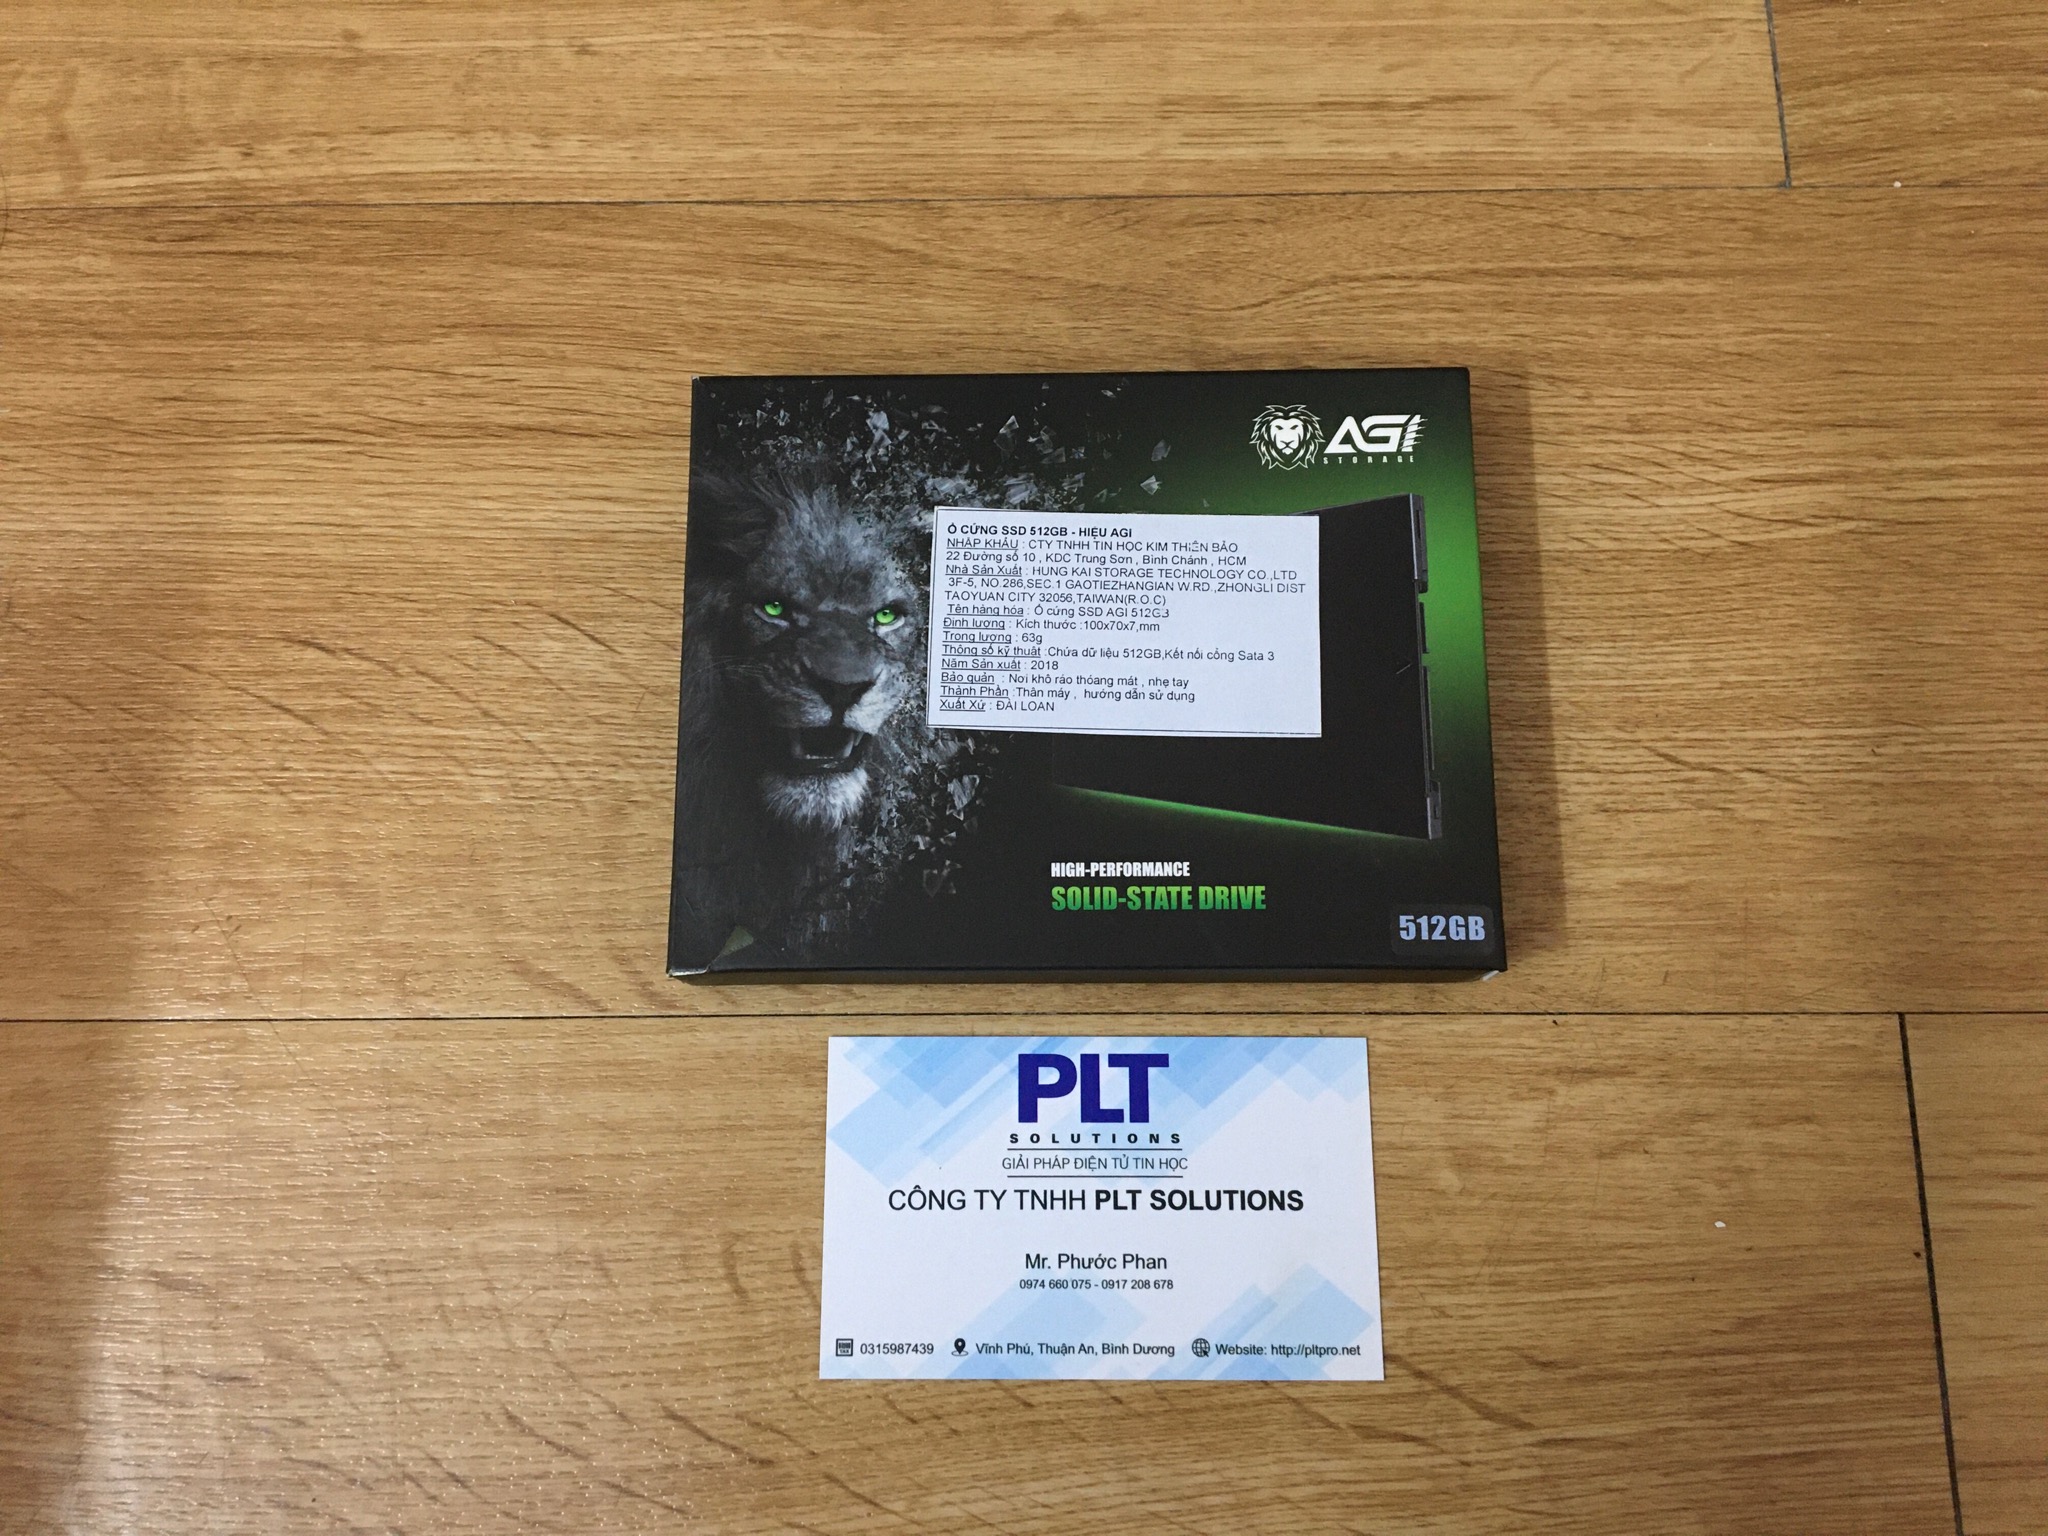 AGI
STORAGE
Ổ CỨNG SSD 512GB - HIỆU AGI
NHẬP KHẨU : CTY TNHH TIN HỌC KIM THIÊN BẢO
22 Đường số 10 , KDC Trung Sơn , Bình Chánh , HCM
Nhà Sản Xuất : HUNG KAI STORAGE TECHNOLOGY CO.,LTD
3F-5, NO.286,SEC.1 GAOTIEZHANGIAN W.RD.,ZHONGLI DIST
TAOYUAN CITY 32056,TAIWAN(R.O.C)
Tên hàng hóa : Ổ cứng SSD AGI 512GB
Định lượng : Kích thước :100x70x7,mm
Trọng lượng : 63g
Thông số kỹ thuật :Chứa dữ liệu 512GB,Kết nối cổng Sata 3
Năm Sản xuất : 2018
Bảo quản : Nơi khô ráo thóang mát , nhẹ tay
Thành Phần :Thân máy , hướng dẫn sử dụng
Xuất Xứ : ĐÀI LOAN
HIGH-PERFORMANCE
SOLID-STATE DRIVE
512GB
PLT
SOLUTIONS
GIẢI PHÁP ĐIỆN TỬ TIN HỌC
CÔNG TY TNHH PLT SOLUTIONS
Mr. Phước Phan
0974 660 075 - 0917 208 678
0315987439 Vĩnh Phú, Thuận An, Bình Dương Website: http://pltpro.net